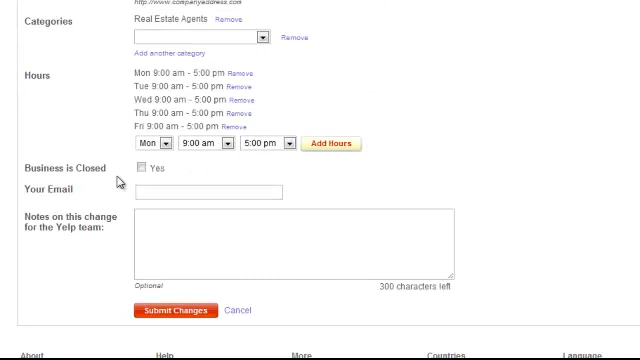 http://www.companyaddress.com
Categories
Real Estate Agents Remove
Remove
Add another category
Hours
Mon 9:00 am - 5:00 pm Remove
Tue 9:00 am - 5:00 pm Remove
Wed 9:00 am - 5:00 pm Remove
Thu 9:00 am - 5:00 pm Remove
Fri 9:00 am - 5:00 pm Remove
Mon 9:00 am 5:00 pm Add Hours
Business is Closed Yes
Your Email
Notes on this change
for the Yelp team:
Optional 300 characters left
Submit Changes Cancel
About Help More Countries Language